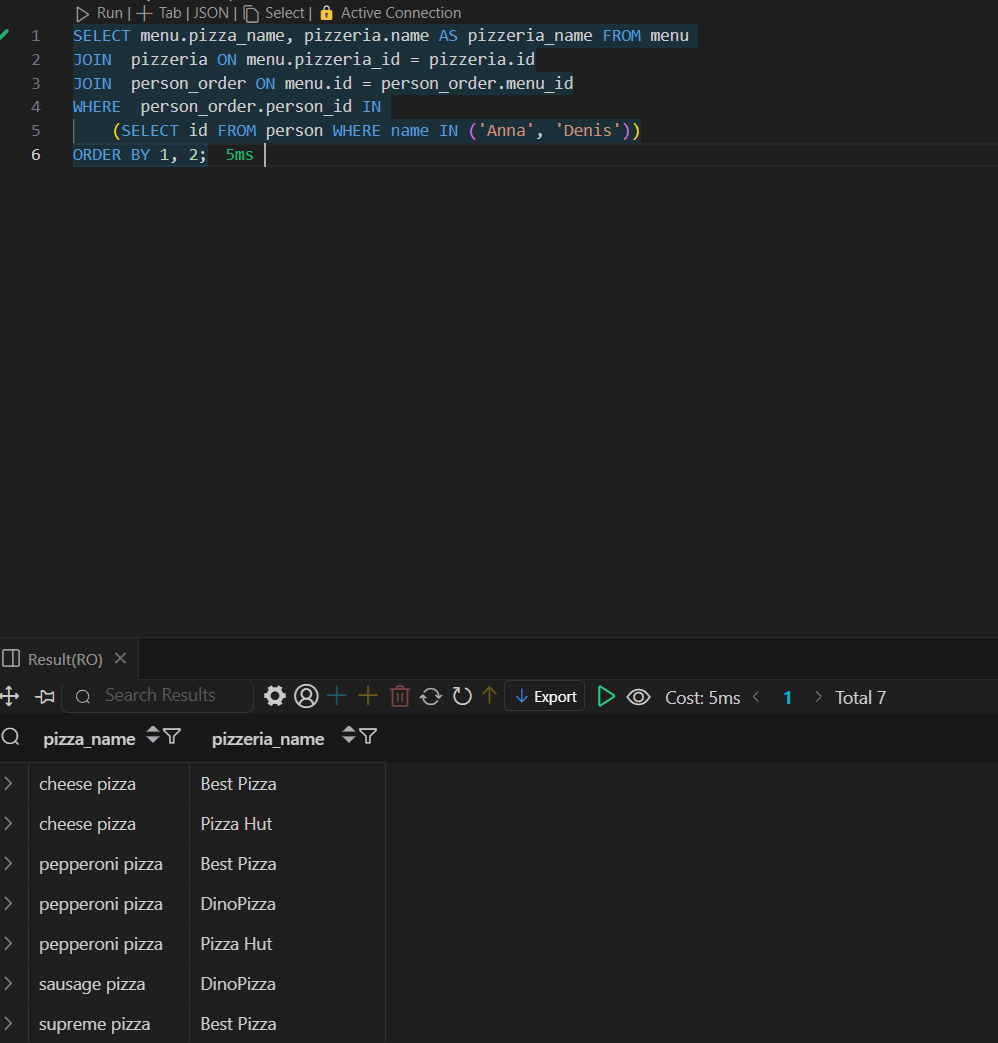 Run | Tab | JSON | Select | Active Connection
1 SELECT menu.pizza_name, pizzeria.name AS pizzeria_name FROM menu
2 JOIN  pizzeria ON menu.pizzeria_id = pizzeria.id
3 JOIN  person_order ON menu.id = person_order.menu_id
4 WHERE  person_order.person_id IN
5     (SELECT id FROM person WHERE name IN ('Anna', 'Denis'))
6 ORDER BY 1, 2;  5ms
Result(RO)
Search Results Export Cost: 5ms < 1 > Total 7
pizza_name pizzeria_name
cheese pizza Best Pizza
cheese pizza Pizza Hut
pepperoni pizza Best Pizza
pepperoni pizza DinoPizza
pepperoni pizza Pizza Hut
sausage pizza DinoPizza
supreme pizza Best Pizza